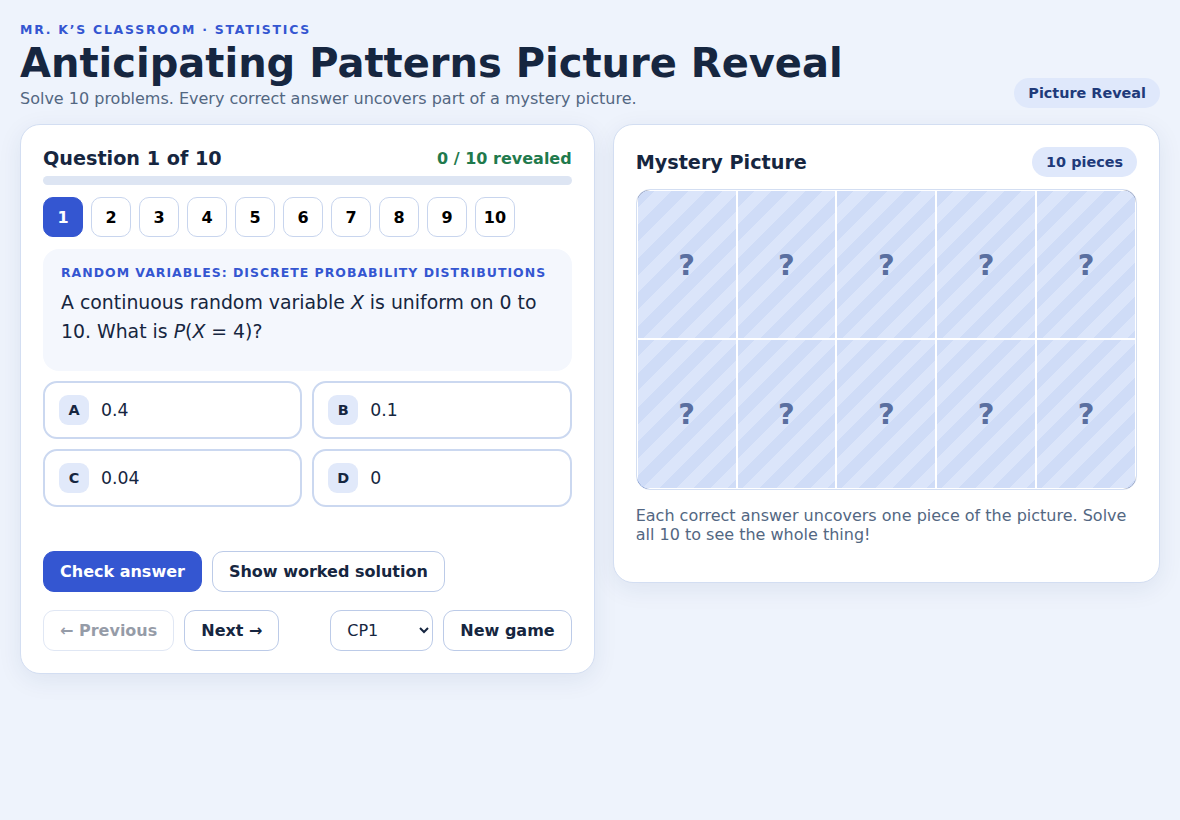 MR. K’S CLASSROOM · STATISTICS
Anticipating Patterns Picture Reveal
Solve 10 problems. Every correct answer uncovers part of a mystery picture.
Picture Reveal
Question 1 of 10
0 / 10 revealed
1 2 3 4 5 6 7 8 9 10
RANDOM VARIABLES: DISCRETE PROBABILITY DISTRIBUTIONS
A continuous random variable X is uniform on 0 to
10. What is P(X = 4)?
A 0.4
B 0.1
C 0.04
D 0
Check answer
Show worked solution
← Previous
Next →
CP1
New game
Mystery Picture
10 pieces
? ? ? ? ?
? ? ? ? ?
Each correct answer uncovers one piece of the picture. Solve
all 10 to see the whole thing!